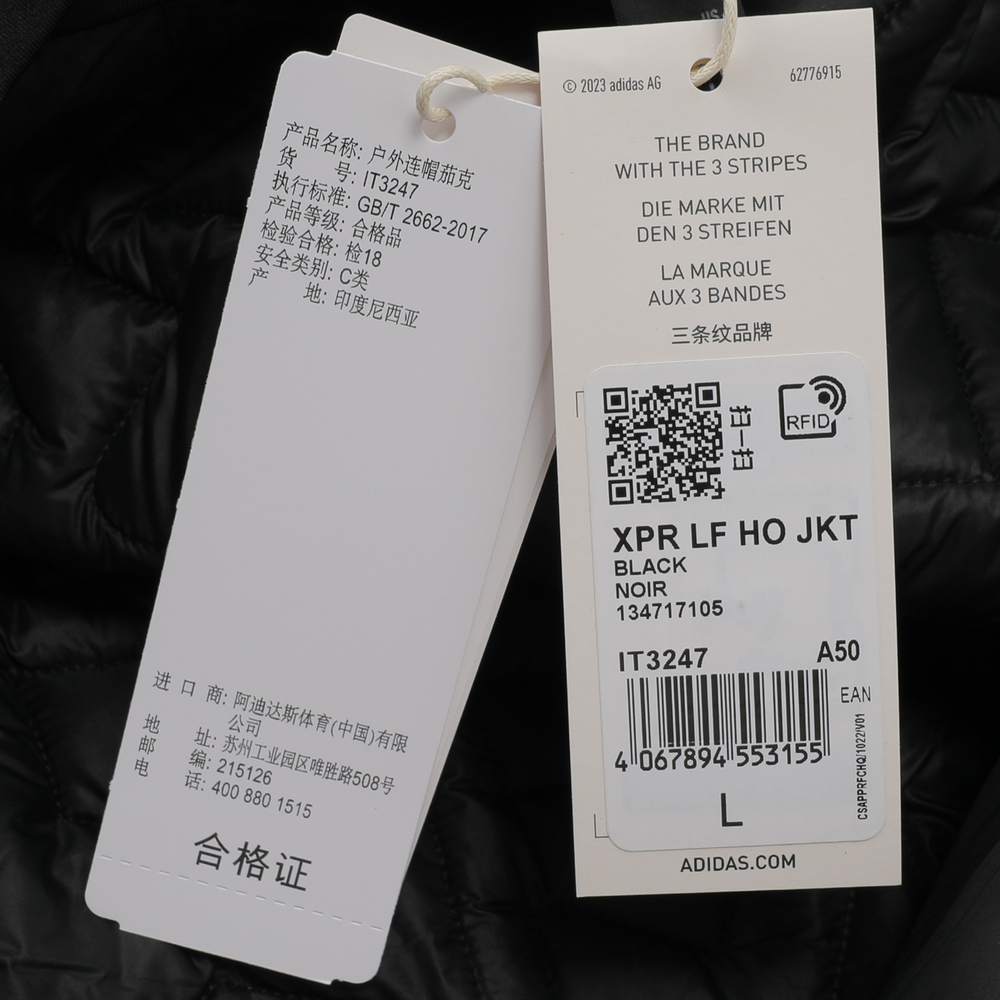 产品名称: 户外连帽茄克
货 号: IT3247
执行标准: GB/T 2662-2017
产品等级: 合格品
检验合格: 检18
安全类别: C类
产 地: 印度尼西亚
进 口 商: 阿迪达斯体育(中国)有限
公司
地 址: 苏州工业园区唯胜路508号
邮 编: 215126
电 话: 400 880 1515
合格证
© 2023 adidas AG
62776915
THE BRAND
WITH THE 3 STRIPES
DIE MARKE MIT
DEN 3 STREIFEN
LA MARQUE
AUX 3 BANDES
三条纹品牌
RFID
扫一扫
XPR LF HO JKT
BLACK
NOIR
134717105
IT3247 A50
EAN
4 067894 553155
CSAPPRFCHQ/1022/V01
L
ADIDAS.COM